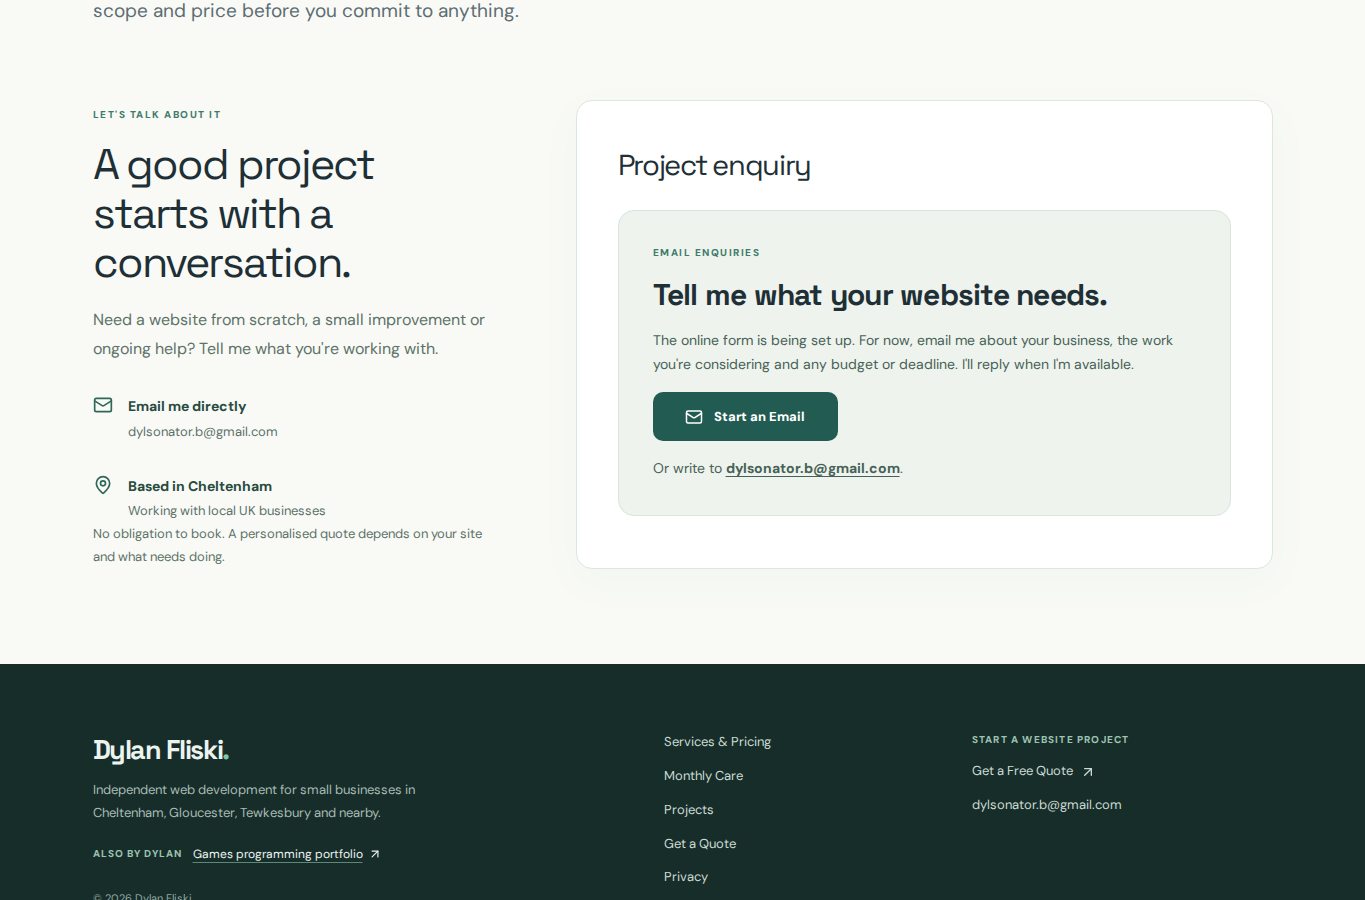 scope and price before you commit to anything.
LET'S TALK ABOUT IT
A good project
starts with a
conversation.
Need a website from scratch, a small improvement or
ongoing help? Tell me what you're working with.
Email me directly
dylsonator.b@gmail.com
Based in Cheltenham
Working with local UK businesses
No obligation to book. A personalised quote depends on your site
and what needs doing.
Project enquiry
EMAIL ENQUIRIES
Tell me what your website needs.
The online form is being set up. For now, email me about your business, the work
you're considering and any budget or deadline. I'll reply when I'm available.
Start an Email
Or write to dylsonator.b@gmail.com.
Dylan Fliski.
Independent web development for small businesses in
Cheltenham, Gloucester, Tewkesbury and nearby.
ALSO BY DYLAN Games programming portfolio
© 2026 Dylan Fliski
Services & Pricing
Monthly Care
Projects
Get a Quote
Privacy
START A WEBSITE PROJECT
Get a Free Quote
dylsonator.b@gmail.com